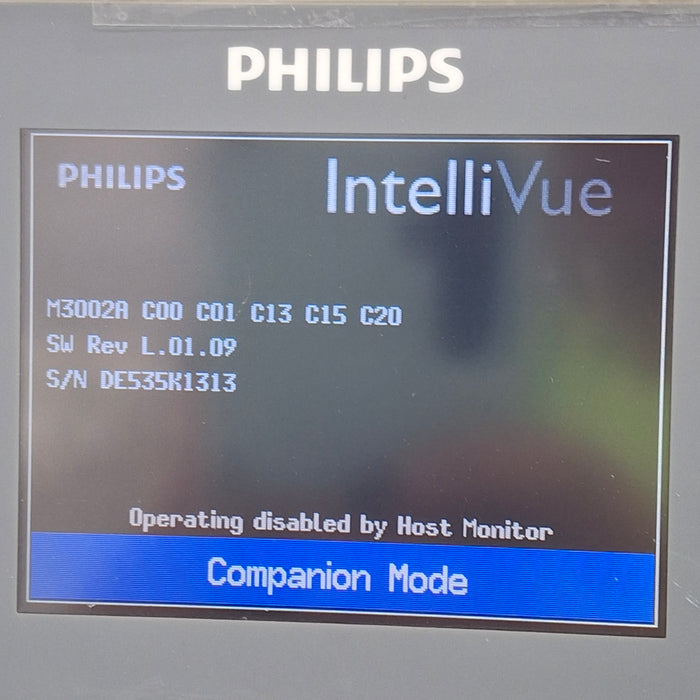 PHILIPS
PHILIPS IntelliVue
M3002A C00 C01 C13 C15 C20
SW Rev L.01.09
S/N DE535K1313
Operating disabled by Host Monitor
Companion Mode